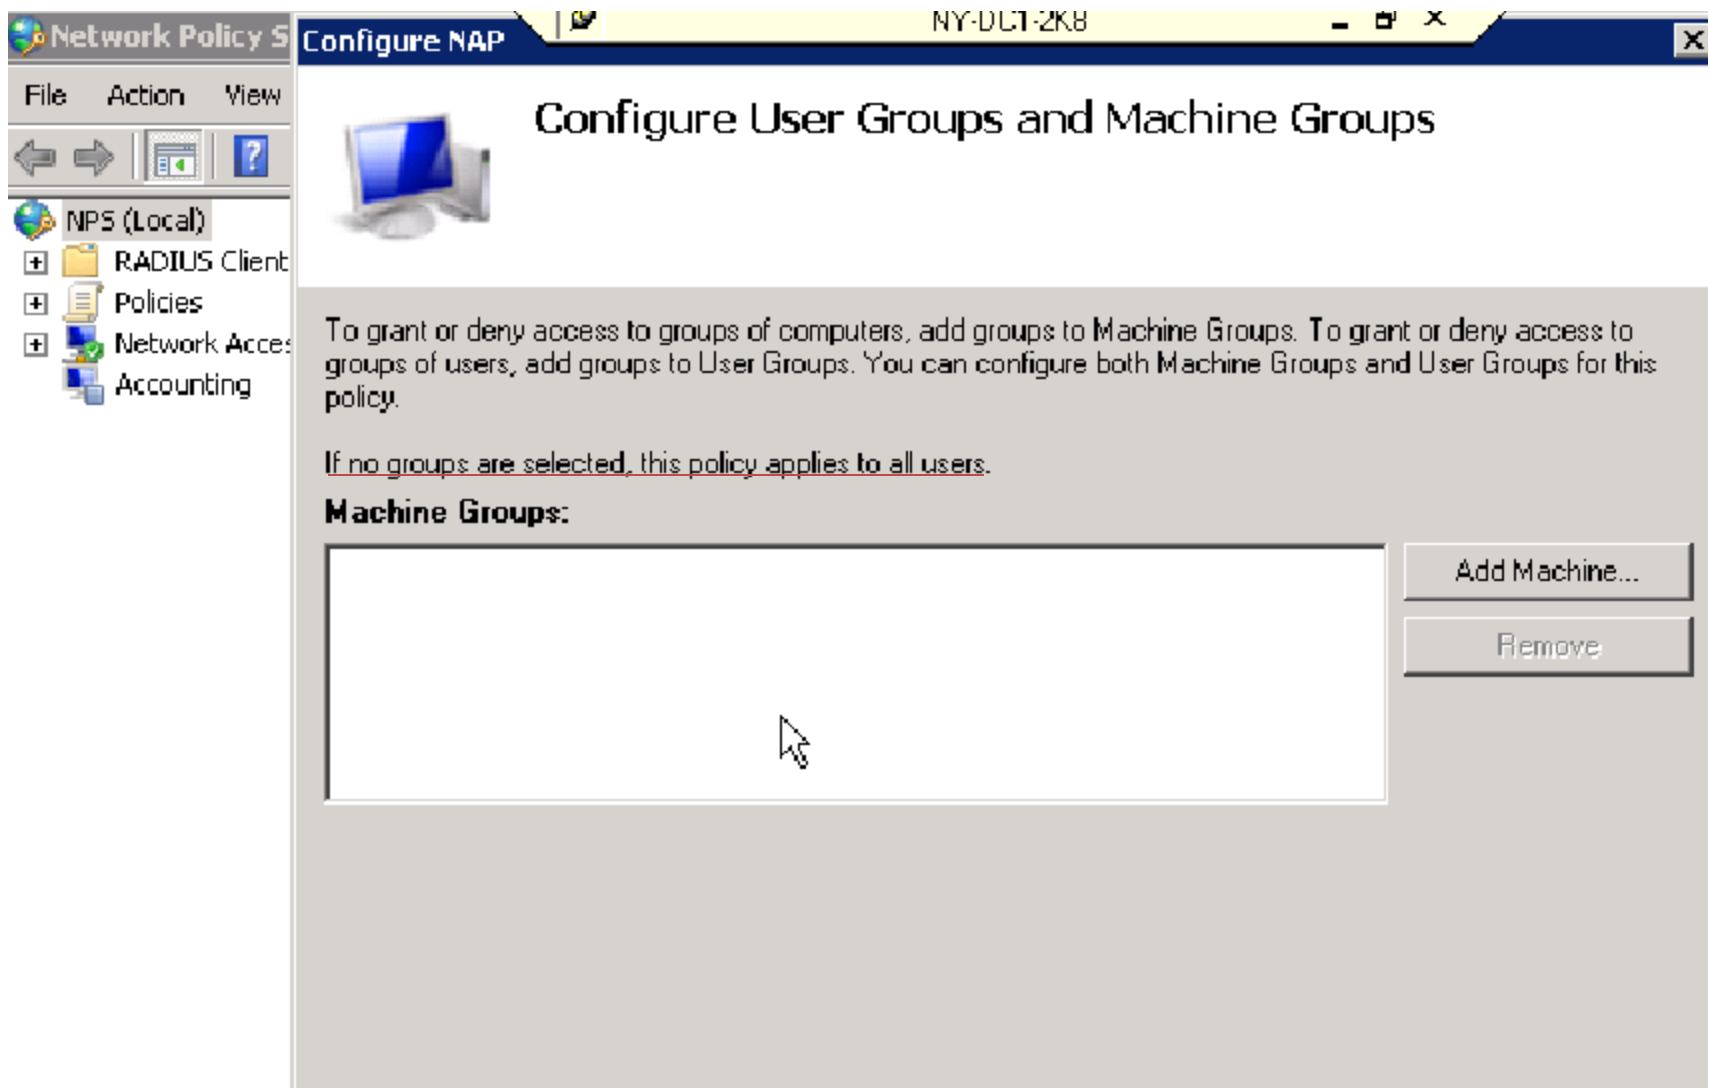 Network Policy S
Configure NAP
NY-DC1-2K8
File Action View
NPS (Local)
RADIUS Client
Policies
Network Acces
Accounting
Configure User Groups and Machine Groups
To grant or deny access to groups of computers, add groups to Machine Groups. To grant or deny access to
groups of users, add groups to User Groups. You can configure both Machine Groups and User Groups for this
policy.
If no groups are selected, this policy applies to all users.
Machine Groups:
Add Machine...
Remove